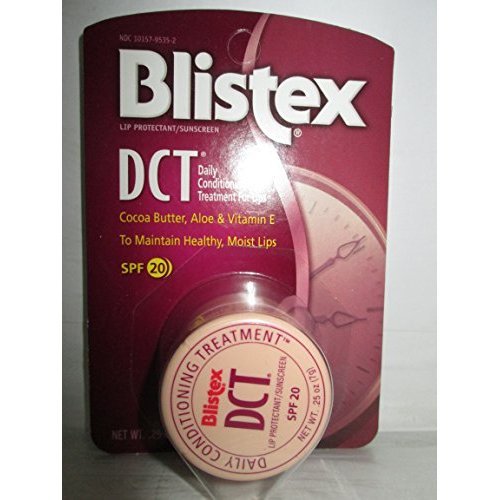 NDC 10157-9535-2
Blistex®
LIP PROTECTANT/SUNSCREEN
DCT®
Daily
Conditioning
Treatment For Lips
Cocoa Butter, Aloe & Vitamin E
To Maintain Healthy, Moist Lips
SPF 20
DAILY CONDITIONING TREATMENT™
Blistex
DCT®
LIP PROTECTANT/SUNSCREEN
SPF 20
NET WT. .25 oz (7g)
NET WT. .25